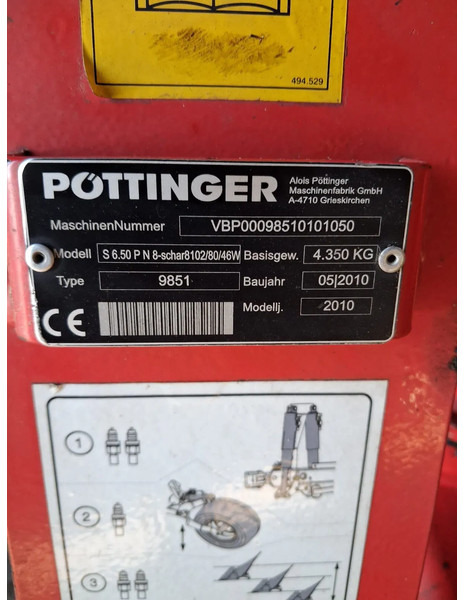 494.529
PÖTTINGER
Alois Pöttinger
Maschinenfabrik GmbH
A-4710 Grieskirchen
MaschinenNummer VBP00098510101050
Modell S 6.50 P N 8-schar8102/80/46W Basisgew. 4.350 KG
Type 9851 Baujahr 05|2010
Modellj. 2010
CE
1
2
3